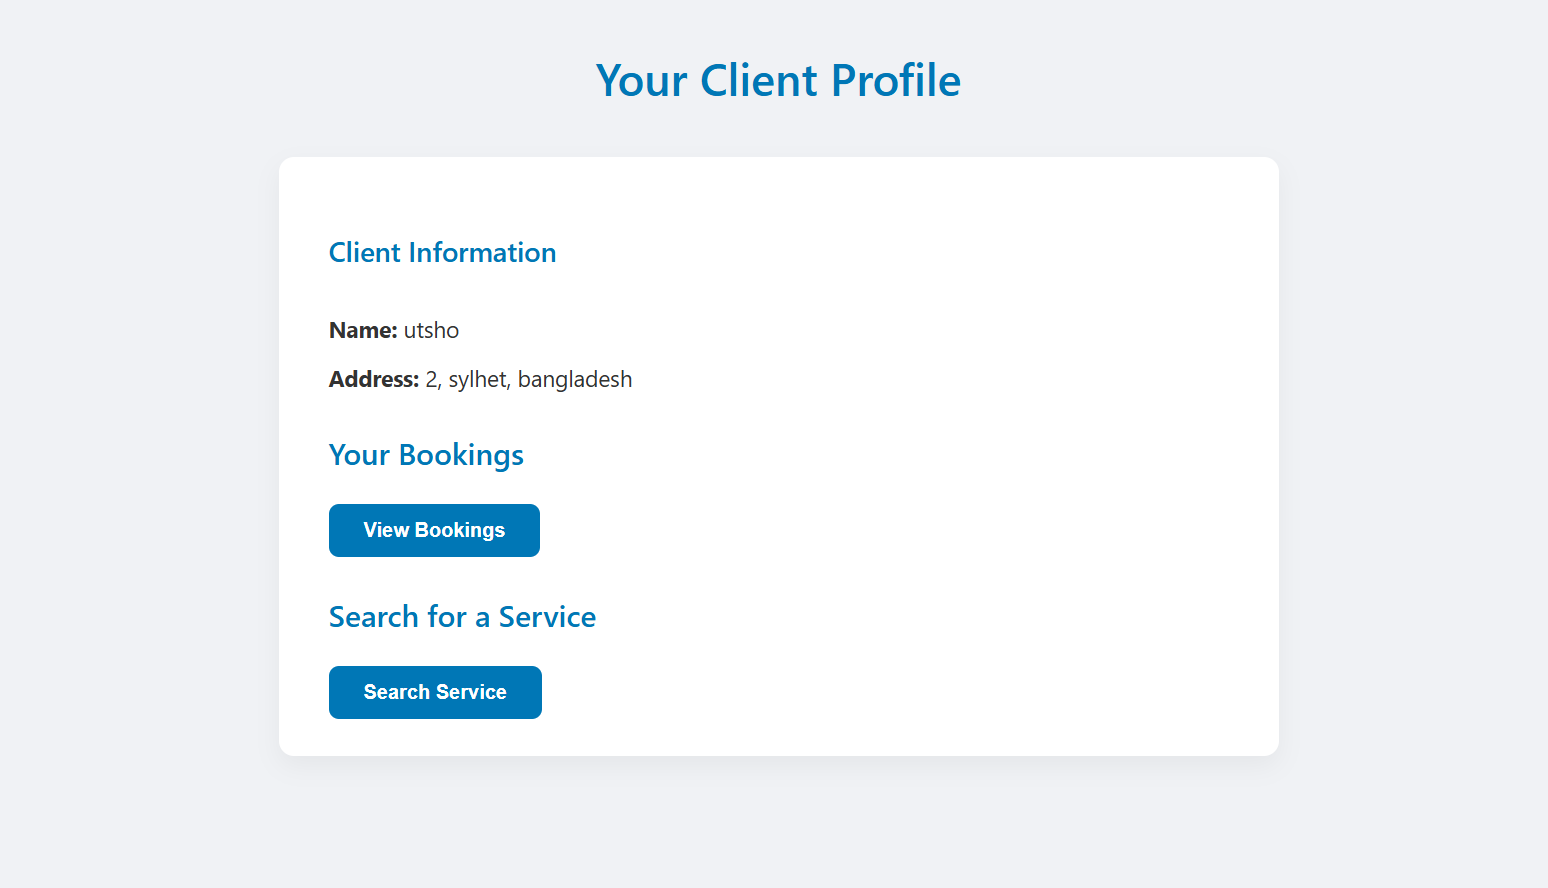 Your Client Profile
Client Information
Name: utsho
Address: 2, sylhet, bangladesh
Your Bookings
View Bookings
Search for a Service
Search Service